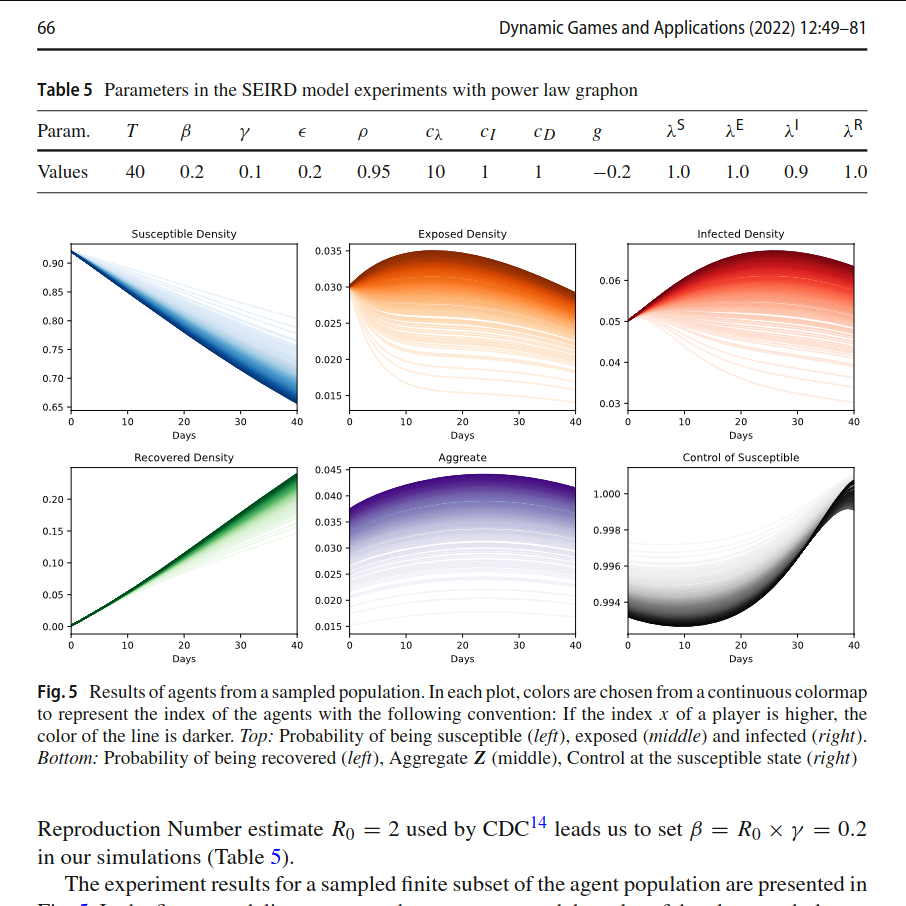 66
Dynamic Games and Applications (2022) 12:49–81
Table 5 Parameters in the SEIRD model experiments with power law graphon
Param. T β γ ϵ ρ cλ cI cD g λS λE λI λR
Values 40 0.2 0.1 0.2 0.95 10 1 1 −0.2 1.0 1.0 0.9 1.0
Susceptible Density
0.90
0.85
0.80
0.75
0.70
0.65
0 10 20 30 40
Days
Exposed Density
0.035
0.030
0.025
0.020
0.015
0 10 20 30 40
Days
Infected Density
0.06
0.05
0.04
0.03
0 10 20 30 40
Days
Recovered Density
0.20
0.15
0.10
0.05
0.00
0 10 20 30 40
Days
Aggreate
0.045
0.040
0.035
0.030
0.025
0.020
0.015
0 10 20 30 40
Days
Control of Susceptible
1.000
0.998
0.996
0.994
0 10 20 30 40
Days
Fig. 5 Results of agents from a sampled population. In each plot, colors are chosen from a continuous colormap
to represent the index of the agents with the following convention: If the index x of a player is higher, the
color of the line is darker. Top: Probability of being susceptible (left), exposed (middle) and infected (right).
Bottom: Probability of being recovered (left), Aggregate Z (middle), Control at the susceptible state (right)
Reproduction Number estimate R0 = 2 used by CDC14 leads us to set β = R0 × γ = 0.2
in our simulations (Table 5).
The experiment results for a sampled finite subset of the agent population are presented in